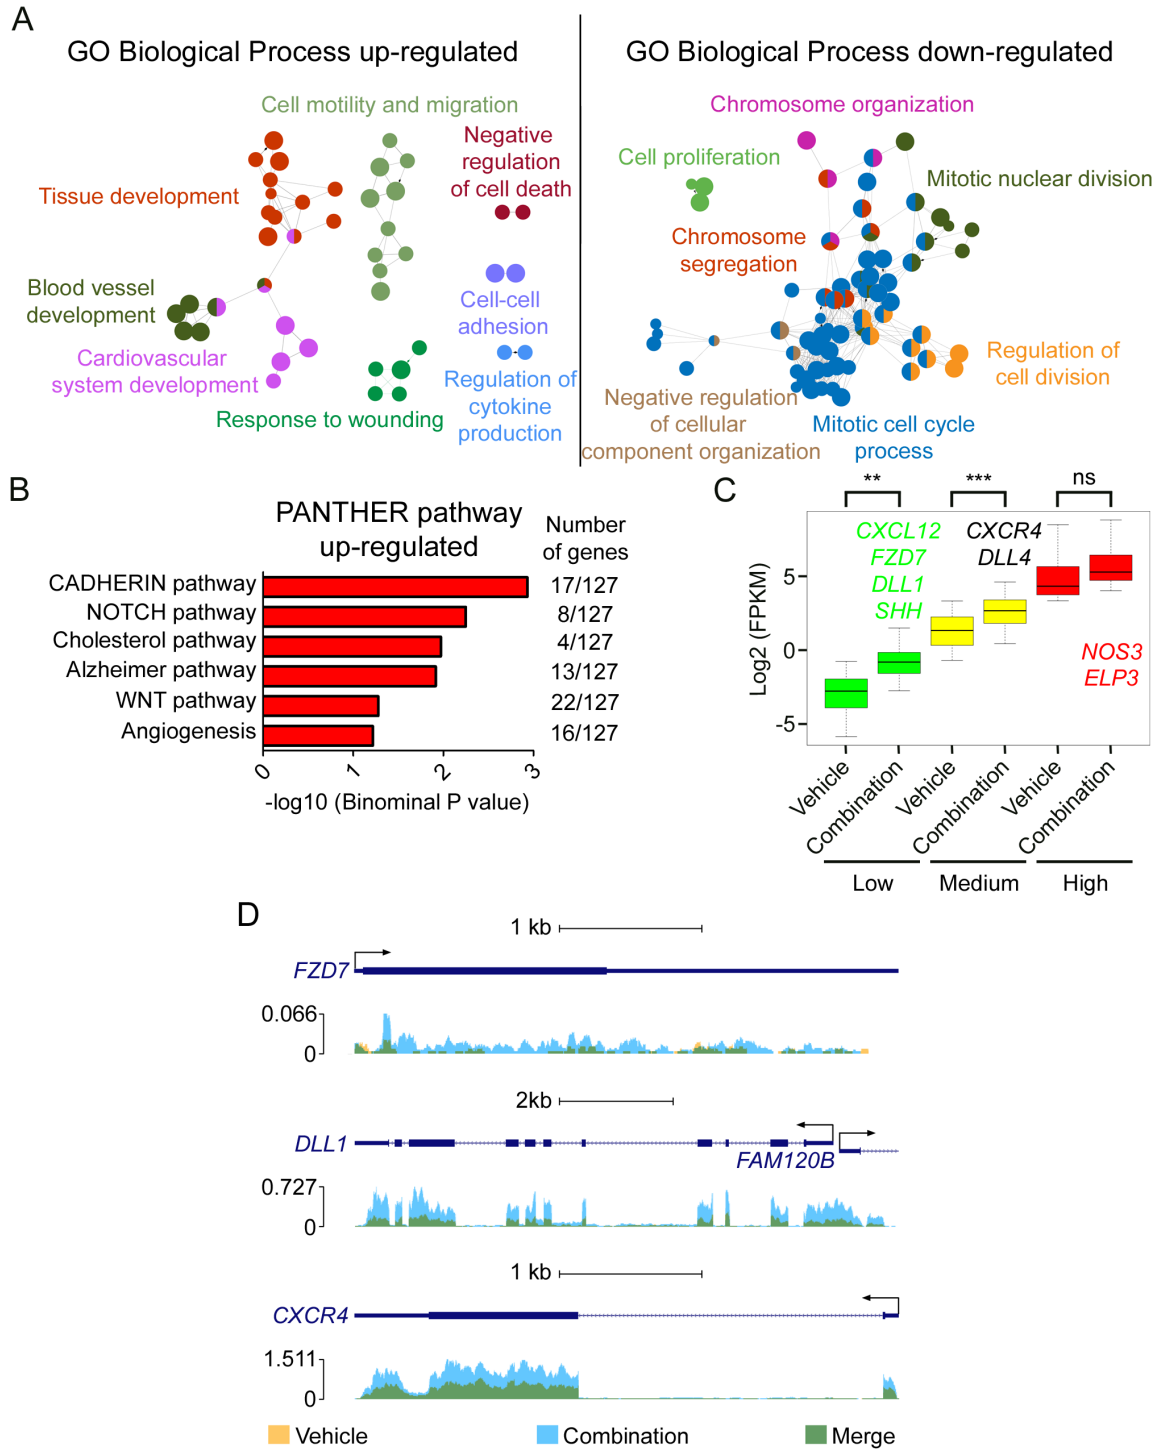 A
GO Biological Process up-regulated
GO Biological Process down-regulated
Cell motility and migration
Negative
regulation
of cell death
Tissue development
Blood vessel
development
Cell-cell
adhesion
Cardiovascular
system development
Regulation of
cytokine
production
Response to wounding
Chromosome organization
Cell proliferation
Mitotic nuclear division
Chromosome
segregation
Regulation of
cell division
Negative regulation
of cellular
component organization
Mitotic cell cycle
process
B
PANTHER pathway
up-regulated
Number
of genes
CADHERIN pathway 17/127
NOTCH pathway 8/127
Cholesterol pathway 4/127
Alzheimer pathway 13/127
WNT pathway 22/127
Angiogenesis 16/127
0 1 2 3
-log10 (Binominal P value)
C
** *** ns
CXCL12
FZD7
DLL1
SHH
CXCR4
DLL4
NOS3
ELP3
Log2 (FPKM)
5
0
-5
Vehicle Combination Vehicle Combination Vehicle Combination
Low Medium High
D
1 kb
FZD7
0.066
0
2kb
DLL1
FAM120B
0.727
0
1 kb
CXCR4
1.511
0
Vehicle Combination Merge